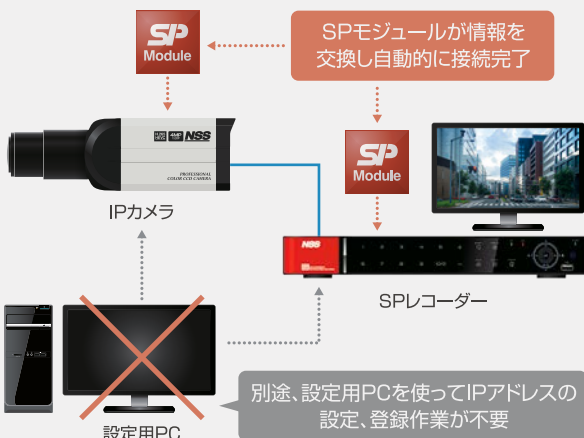 SP
Module
SPモジュールが情報を
交換し自動的に接続完了
NSS
PROFESSIONAL
COLOR CCD CAMERA
IPカメラ
SP
Module
NSS
SPレコーダー
設定用PC
別途、設定用PCを使ってIPアドレスの
設定、登録作業が不要